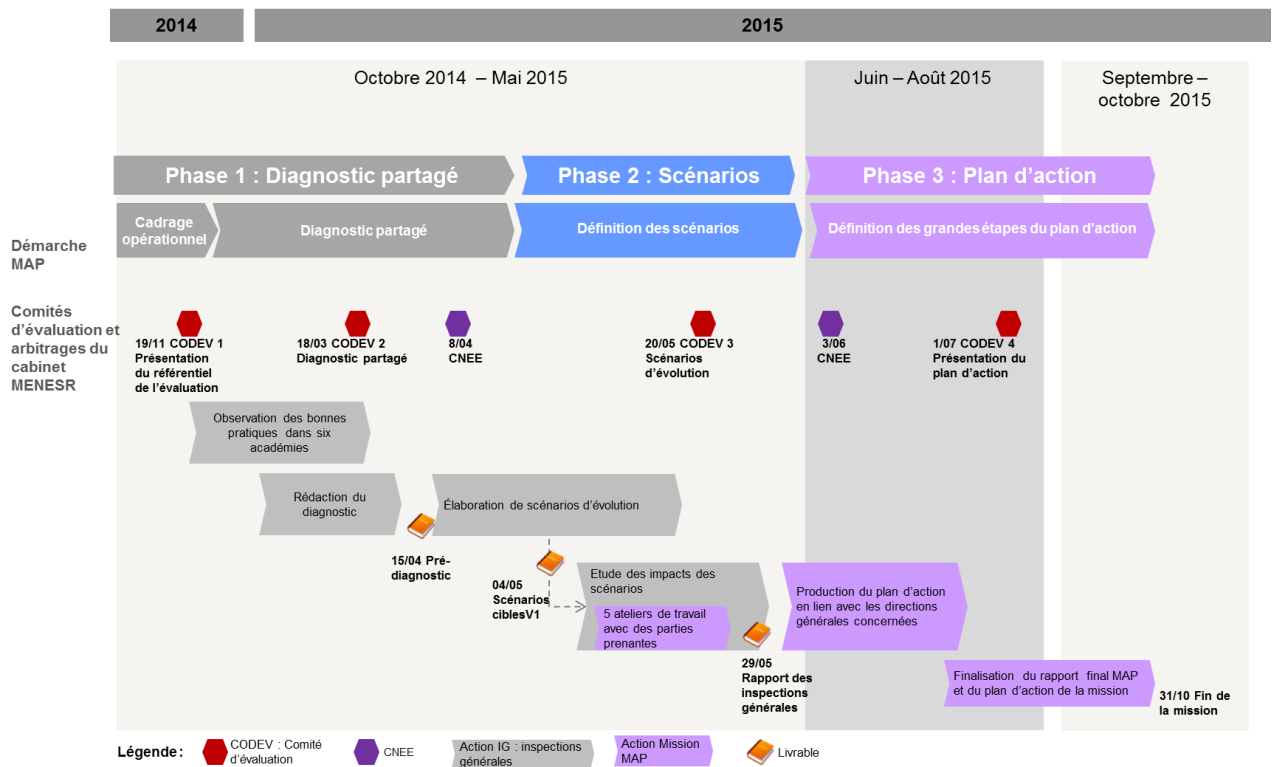 2014
2015
Octobre 2014 – Mai 2015
Juin – Août 2015
Septembre –
octobre 2015
Phase 1 : Diagnostic partagé
Phase 2 : Scénarios
Phase 3 : Plan d’action
Démarche
MAP
Cadrage
opérationnel
Diagnostic partagé
Définition des scénarios
Définition des grandes étapes du plan d’action
Comités
d’évaluation et
arbitrages du
cabinet
MENESR
19/11 CODEV 1
Présentation
du référentiel
de l’évaluation
18/03 CODEV 2
Diagnostic partagé
8/04
CNEE
20/05 CODEV 3
Scénarios
d’évolution
3/06
CNEE
1/07 CODEV 4
Présentation du
plan d’action
Observation des bonnes
pratiques dans six
académies
Rédaction du
diagnostic
Élaboration de scénarios d’évolution
15/04 Pré-
diagnostic
04/05
Scénarios
ciblesV1
Etude des impacts des
scénarios
5 ateliers de travail
avec des parties
prenantes
29/05
Rapport des
inspections
générales
Production du plan d’action
en lien avec les directions
générales concernées
Finalisation du rapport final MAP
et du plan d’action de la mission
31/10 Fin de
la mission
Légende :
CODEV : Comité
d’évaluation
CNEE
Action IG : inspections
générales
Action Mission
MAP
Livrable